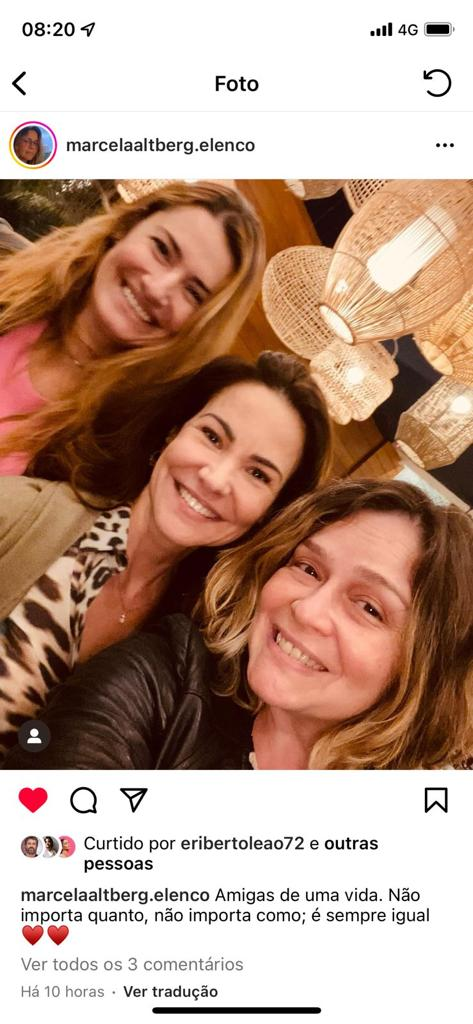 08:20
4G
Foto
marcelaaltberg.elenco
Curtido por eribertoleao72 e outras
pessoas
marcelaaltberg.elenco Amigas de uma vida. Não
importa quanto, não importa como; é sempre igual
♥️♥️
Ver todos os 3 comentários
Há 10 horas · Ver tradução